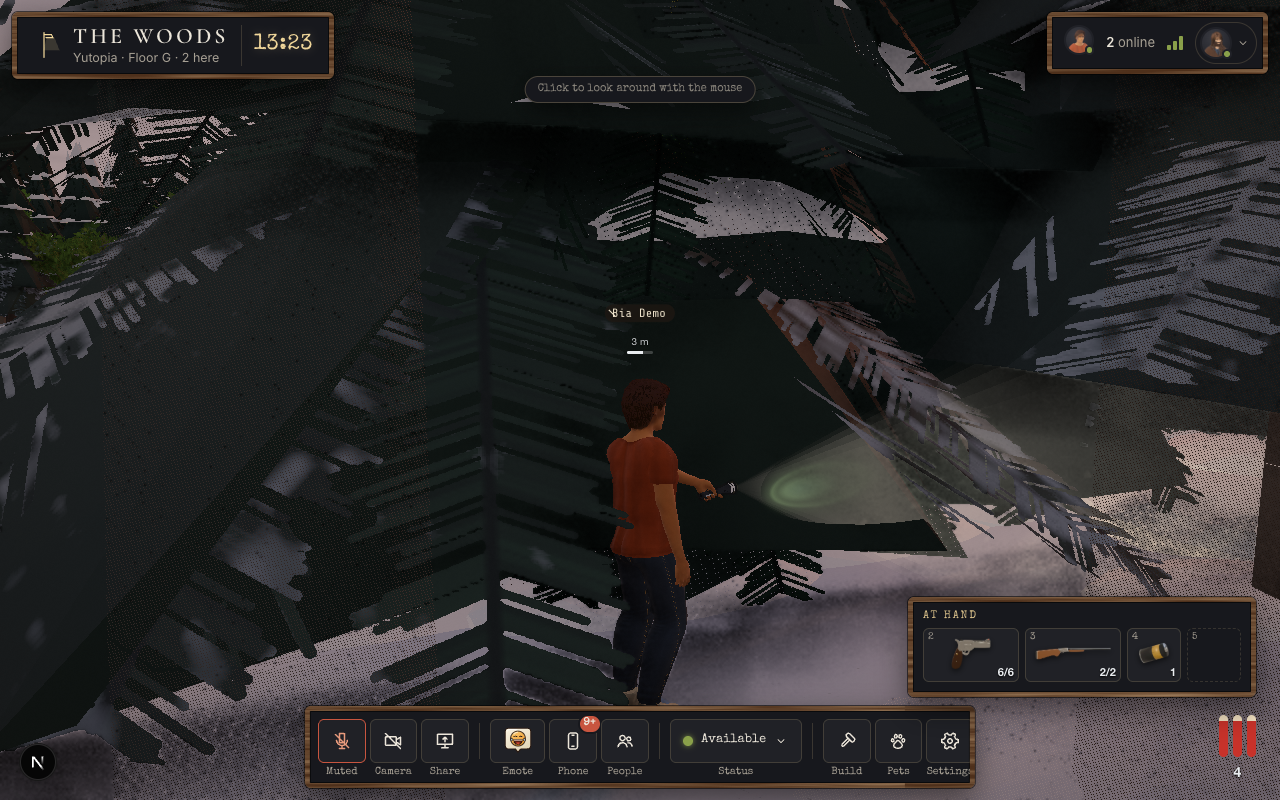 THE WOODS
Yutopia · Floor G · 2 here
13:23
2 online
Click to look around with the mouse
Bia Demo
3 m
AT HAND
2
6/6
3
2/2
4
1
5
9+
Available
Muted
Camera
Share
Emote
Phone
People
Status
Build
Pets
Settings
4
N